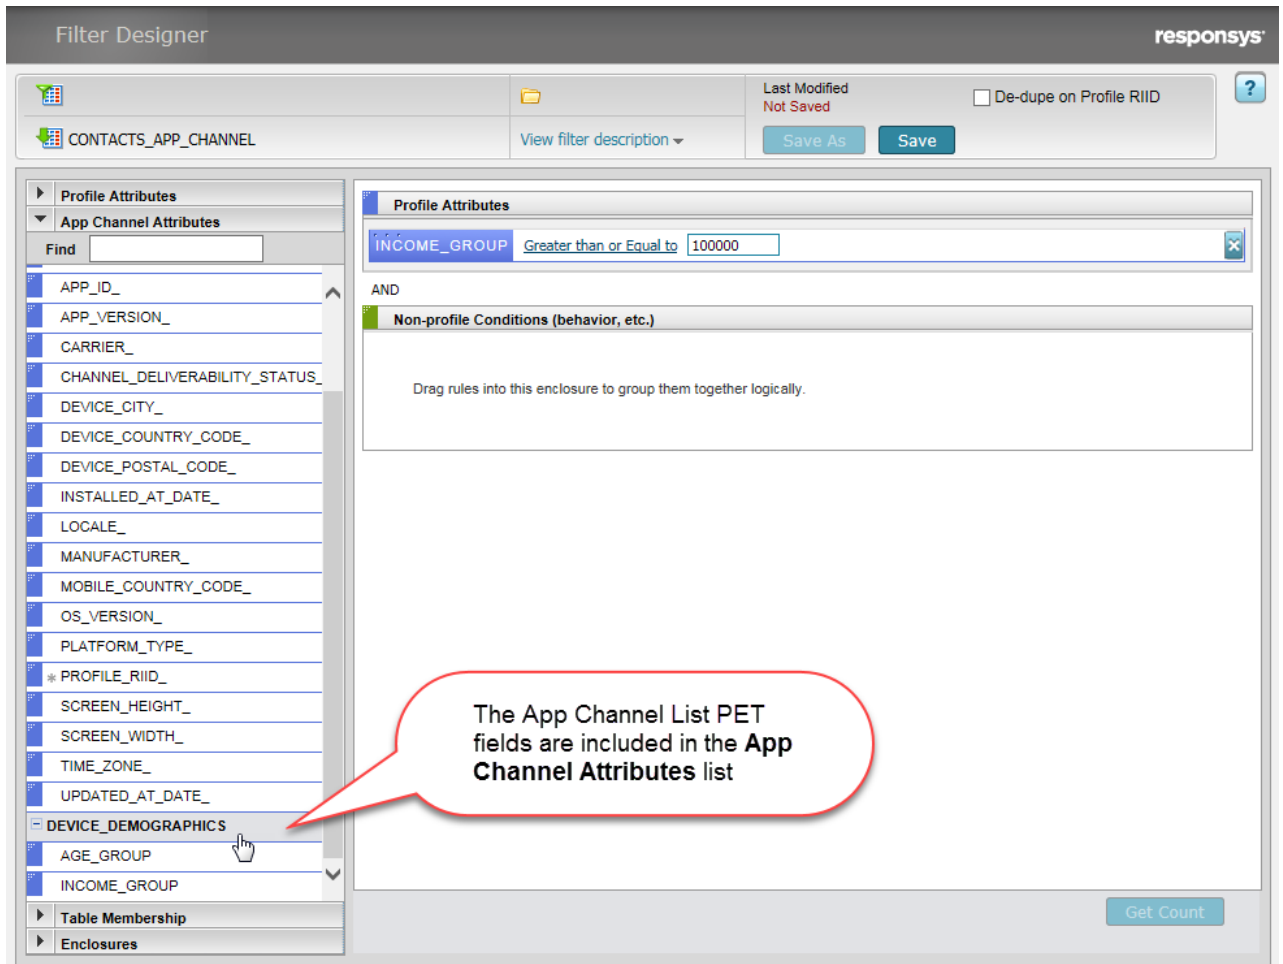 Filter Designer
responsys
Last Modified
Not Saved
De-dupe on Profile RIID
?
CONTACTS_APP_CHANNEL
View filter description
Save As
Save
Profile Attributes
App Channel Attributes
Find
APP_ID_
APP_VERSION_
CARRIER_
CHANNEL_DELIVERABILITY_STATUS_
DEVICE_CITY_
DEVICE_COUNTRY_CODE_
DEVICE_POSTAL_CODE_
INSTALLED_AT_DATE_
LOCALE_
MANUFACTURER_
MOBILE_COUNTRY_CODE_
OS_VERSION_
PLATFORM_TYPE_
* PROFILE_RIID_
SCREEN_HEIGHT_
SCREEN_WIDTH_
TIME_ZONE_
UPDATED_AT_DATE_
DEVICE_DEMOGRAPHICS
AGE_GROUP
INCOME_GROUP
Table Membership
Enclosures
Profile Attributes
INCOME_GROUP Greater than or Equal to 100000
AND
Non-profile Conditions (behavior, etc.)
Drag rules into this enclosure to group them together logically.
The App Channel List PET
fields are included in the App
Channel Attributes list
Get Count